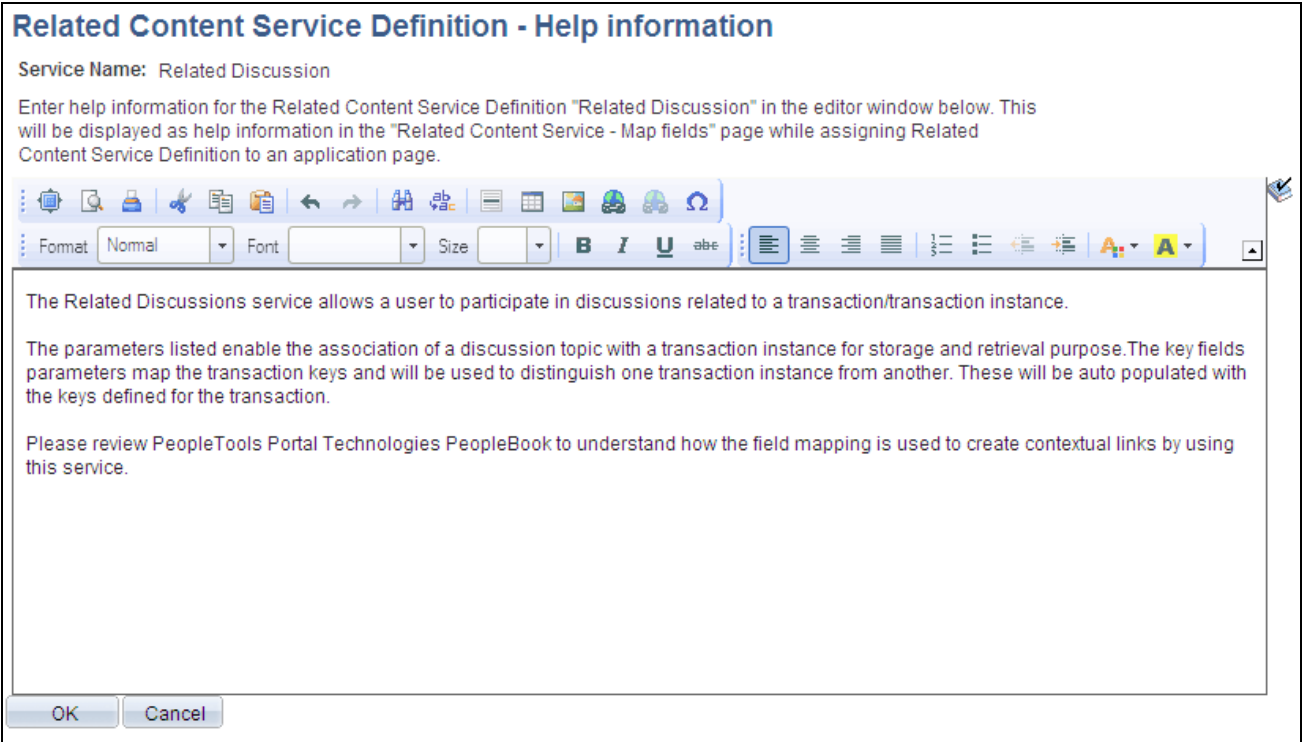 Related Content Service Definition - Help information
Service Name: Related Discussion
Enter help information for the Related Content Service Definition "Related Discussion" in the editor window below. This
will be displayed as help information in the "Related Content Service - Map fields" page while assigning Related
Content Service Definition to an application page.
Format Normal Font Size B I U abc A A
The Related Discussions service allows a user to participate in discussions related to a transaction/transaction instance.
The parameters listed enable the association of a discussion topic with a transaction instance for storage and retrieval purpose.The key fields
parameters map the transaction keys and will be used to distinguish one transaction instance from another. These will be auto populated with
the keys defined for the transaction.
Please review PeopleTools Portal Technologies PeopleBook to understand how the field mapping is used to create contextual links by using
this service.
OK Cancel